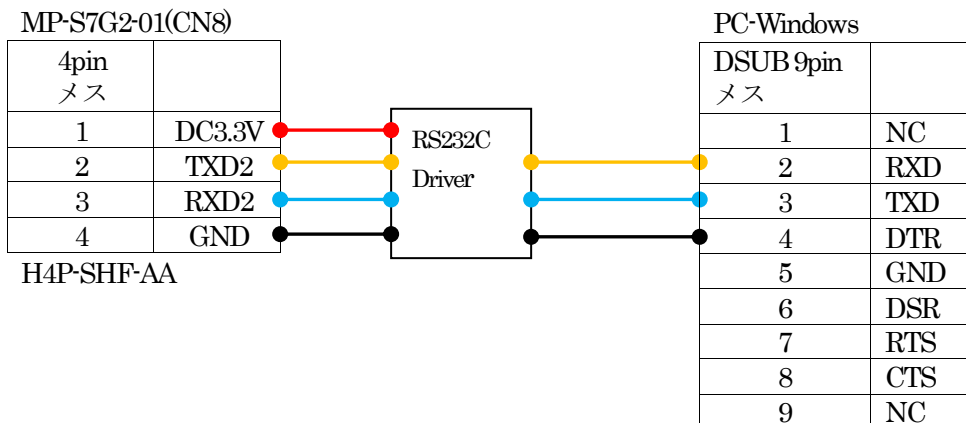 MP-S7G2-01(CN8)
4pin
メス
1 DC3.3V
2 TXD2
3 RXD2
4 GND
H4P-SHF-AA
RS232C
Driver
PC-Windows
DSUB 9pin
メス
1 NC
2 RXD
3 TXD
4 DTR
5 GND
6 DSR
7 RTS
8 CTS
9 NC